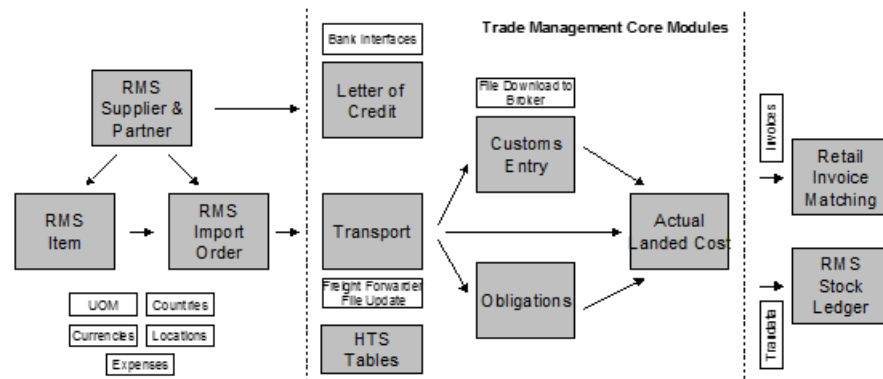 Trade Management Core Modules
Bank Interfaces
Letter of
Credit
RMS
Supplier &
Partner
File Download to
Broker
Customs
Entry
Invoices
Retail
Invoice
Matching
RMS
Item
RMS
Import
Order
Transport
Actual
Landed Cost
Freight Forwarder
File Update
Obligations
RMS
Stock
Ledger
Trandata
UOM
Countries
Currencies
Locations
Expenses
HTS
Tables